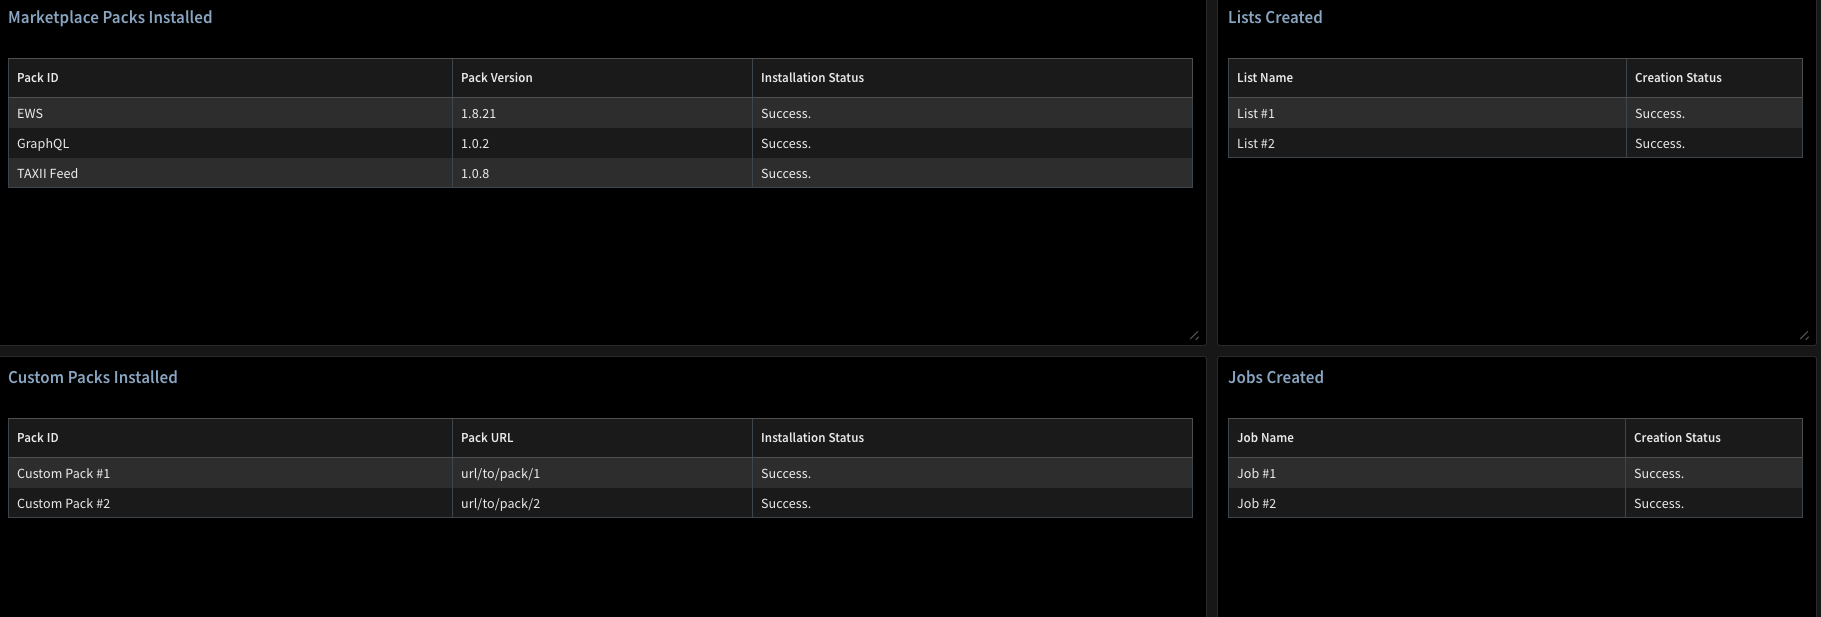 Marketplace Packs Installed
Pack ID Pack Version Installation Status
EWS 1.8.21 Success.
GraphQL 1.0.2 Success.
TAXII Feed 1.0.8 Success.
Lists Created
List Name Creation Status
List #1 Success.
List #2 Success.
Custom Packs Installed
Pack ID Pack URL Installation Status
Custom Pack #1 url/to/pack/1 Success.
Custom Pack #2 url/to/pack/2 Success.
Jobs Created
Job Name Creation Status
Job #1 Success.
Job #2 Success.